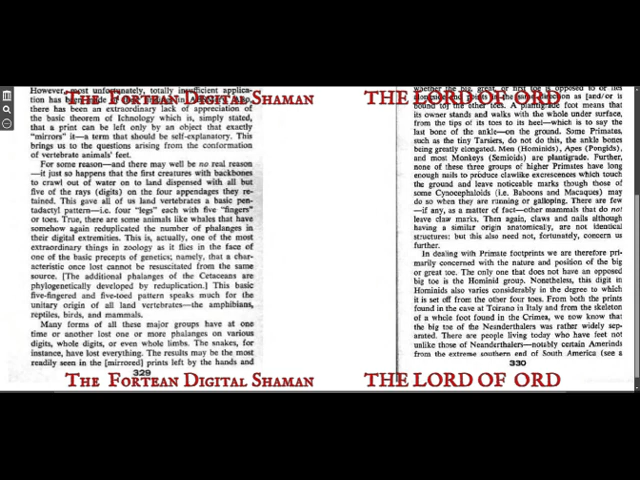 However, most unfortunately, totally insufficient applica-
tion has been
there has been an extraordinary lack of appreciation of
the basic theorem of Ichnology which is, simply stated,
that a print can be left only by an object that exactly
"mirrors" it—a term that should be self-explanatory. This
brings us to the questions arising from the conformation
of vertebrate animals' feet.
For some reason—and there may well be no real reason
—it just so happens that the first creatures with backbones
to crawl out of water on to land dispensed with all but
five of the rays (digits) on the four appendages they re-
tained. This gave all of us land vertebrates a basic pen-
tadactyl pattern—i.e. four "legs" each with five "fingers"
or toes. True, there are some animals like whales that have
somehow again reduplicated the number of phalanges in
their digital extremities. This is, actually, one of the most
extraordinary things in zoology as it flies in the face of
one of the basic precepts of genetics; namely, that a char-
acteristic once lost cannot be resuscitated from the same
source. [The additional phalanges of the Cetaceans are
phylogenetically developed by reduplication.] This basic
five-fingered and five-toed pattern speaks much for the
unitary origin of all land vertebrates—the amphibians,
reptiles, birds, and mammals.
Many forms of all these major groups have at one
time or another lost one or more phalanges on various
digits, whole digits, or even whole limbs. The snakes, for
instance, have lost everything. The results may be the most
readily seen in the [mirrored] prints left by the hands and
329
The Fortean Digital Shaman
The Fortean Digital Shaman
whether the big, great, or first toe is opposed to or lies
alongside and points in the same direction as [and/or is
bound to] the other toes. A plantigrade foot means that
its owner stands and walks with the whole under surface,
from the tips of its toes to its heel—which is to say the
last bone of the ankle—on the ground. Some Primates,
such as the tiny Tarsiers, do not do this, the ankle bones
being greatly elongated. Men (Hominids), Apes (Pongids),
and most Monkeys (Semioids) are plantigrade. Further,
none of these three groups of higher Primates have long
enough nails to produce clawlike excrescences which touch
the ground and leave noticeable marks though those of
some Cynocephaloids (i.e. Baboons and Macaques) may
do so when they are running or galloping. There are few
—if any, as a matter of fact—other mammals that do not
leave claw marks. Then again, claws and nails although
having a similar origin anatomically, are not identical
structures: but this also need not, fortunately, concern us
further.
In dealing with Primate footprints we are therefore pri-
marily concerned with the nature and position of the big
or great toe. The only one that does not have an opposed
big toe is the Hominid group. Nonetheless, this digit in
Hominids also varies considerably in the degree to which
it is set off from the other four toes. From both the prints
found in the cave at Toirano in Italy and from the skeleton
of a whole foot found in the Crimea, we now know that
the big toe of the Neanderthalers was rather widely sep-
arated. There are people living today who have feet not
unlike those of Neanderthalers—notably certain Amerinds
from the extreme southern end of South America (see a
330
THE LORD OF ORD
THE LORD OF ORD